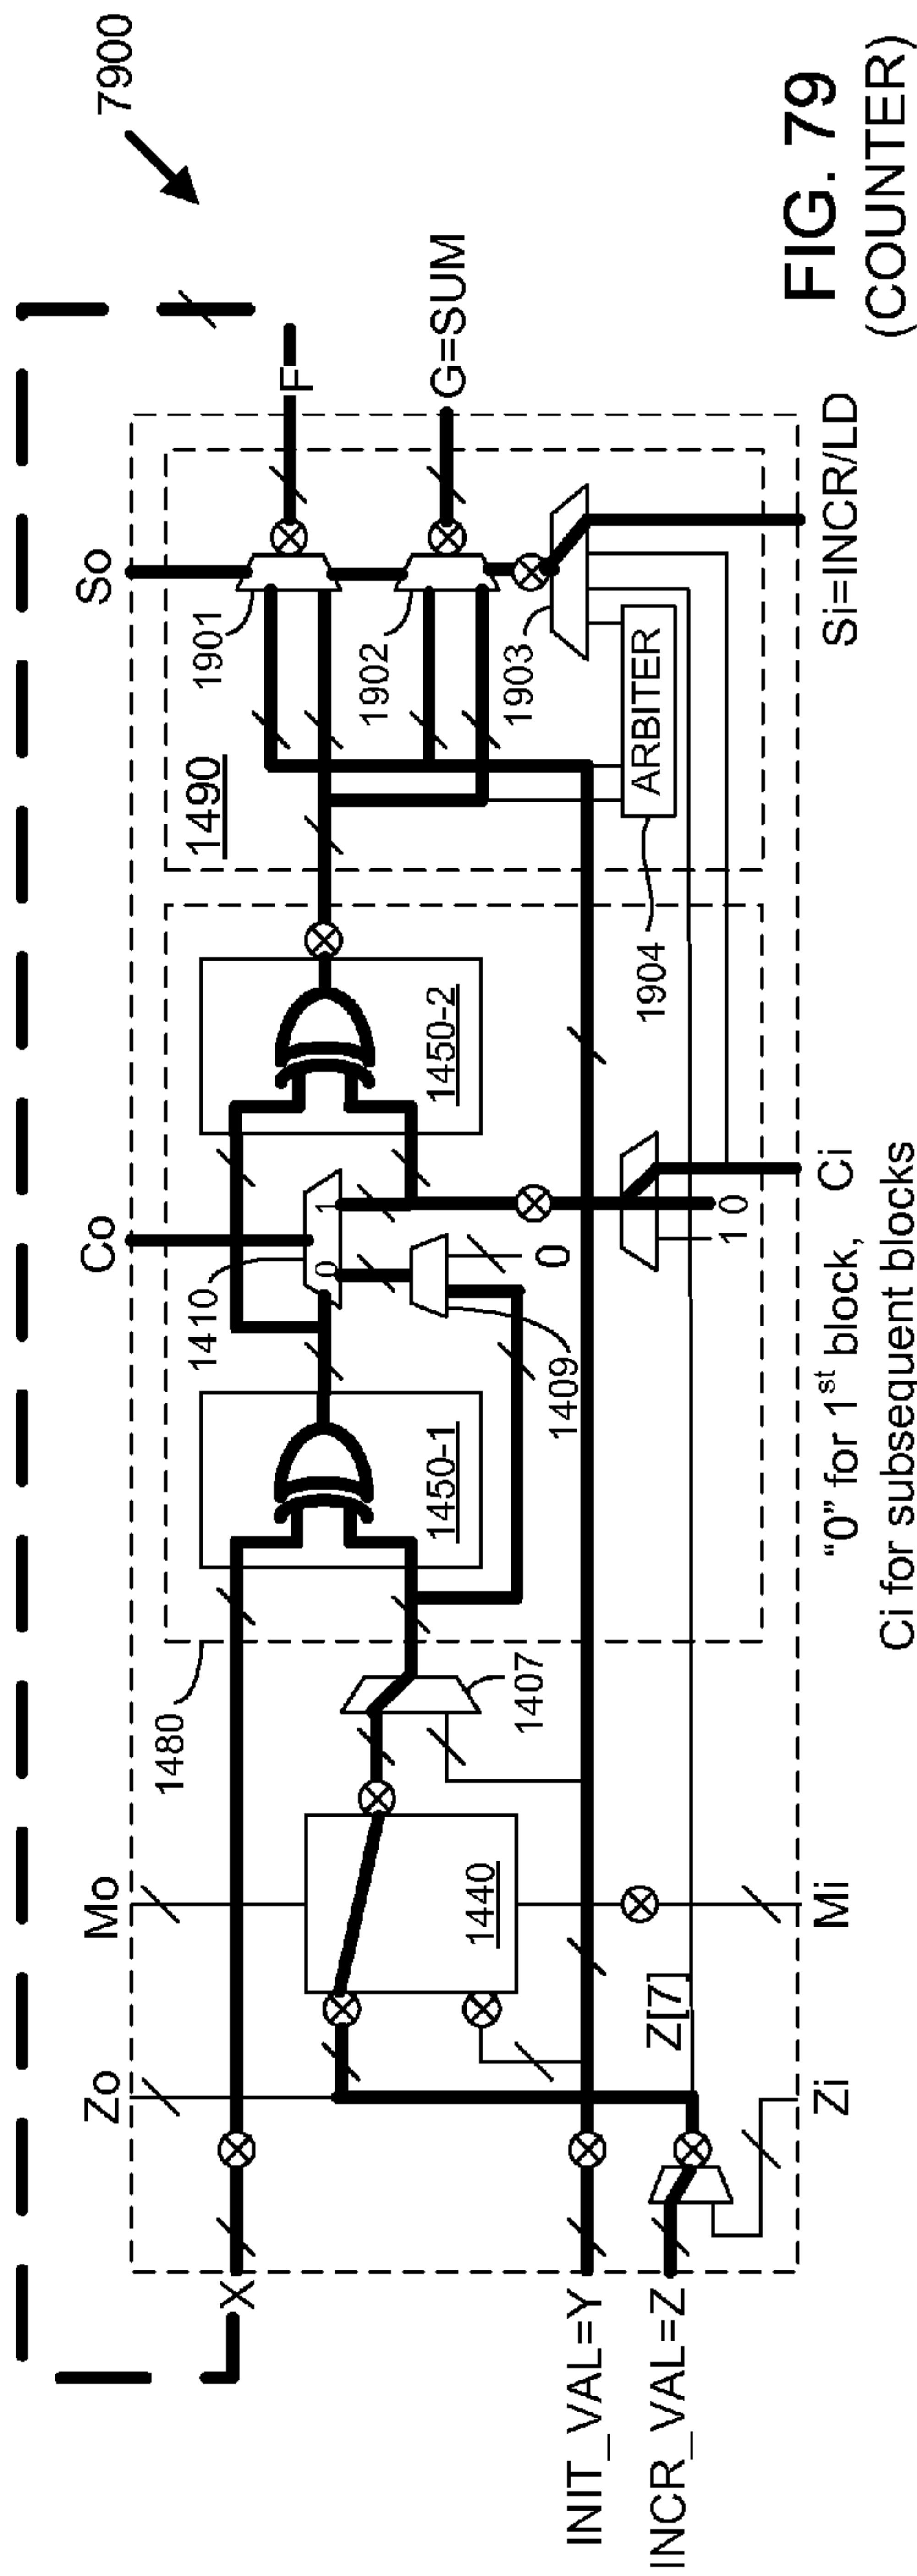 7900
So
Co
Mo
Zo
F
G=SUM
1901
1902
1903
1490
ARBITER
1904
1450-2
1410
0
1
0
1409
1450-1
1480
1407
1440
Z[7]
X
INIT_VAL=Y
INCR_VAL=Z
Zi
Mi
1 0
Ci
Si=INCR/LD
"0" for 1st block,
Ci for subsequent blocks
FIG. 79
(COUNTER)